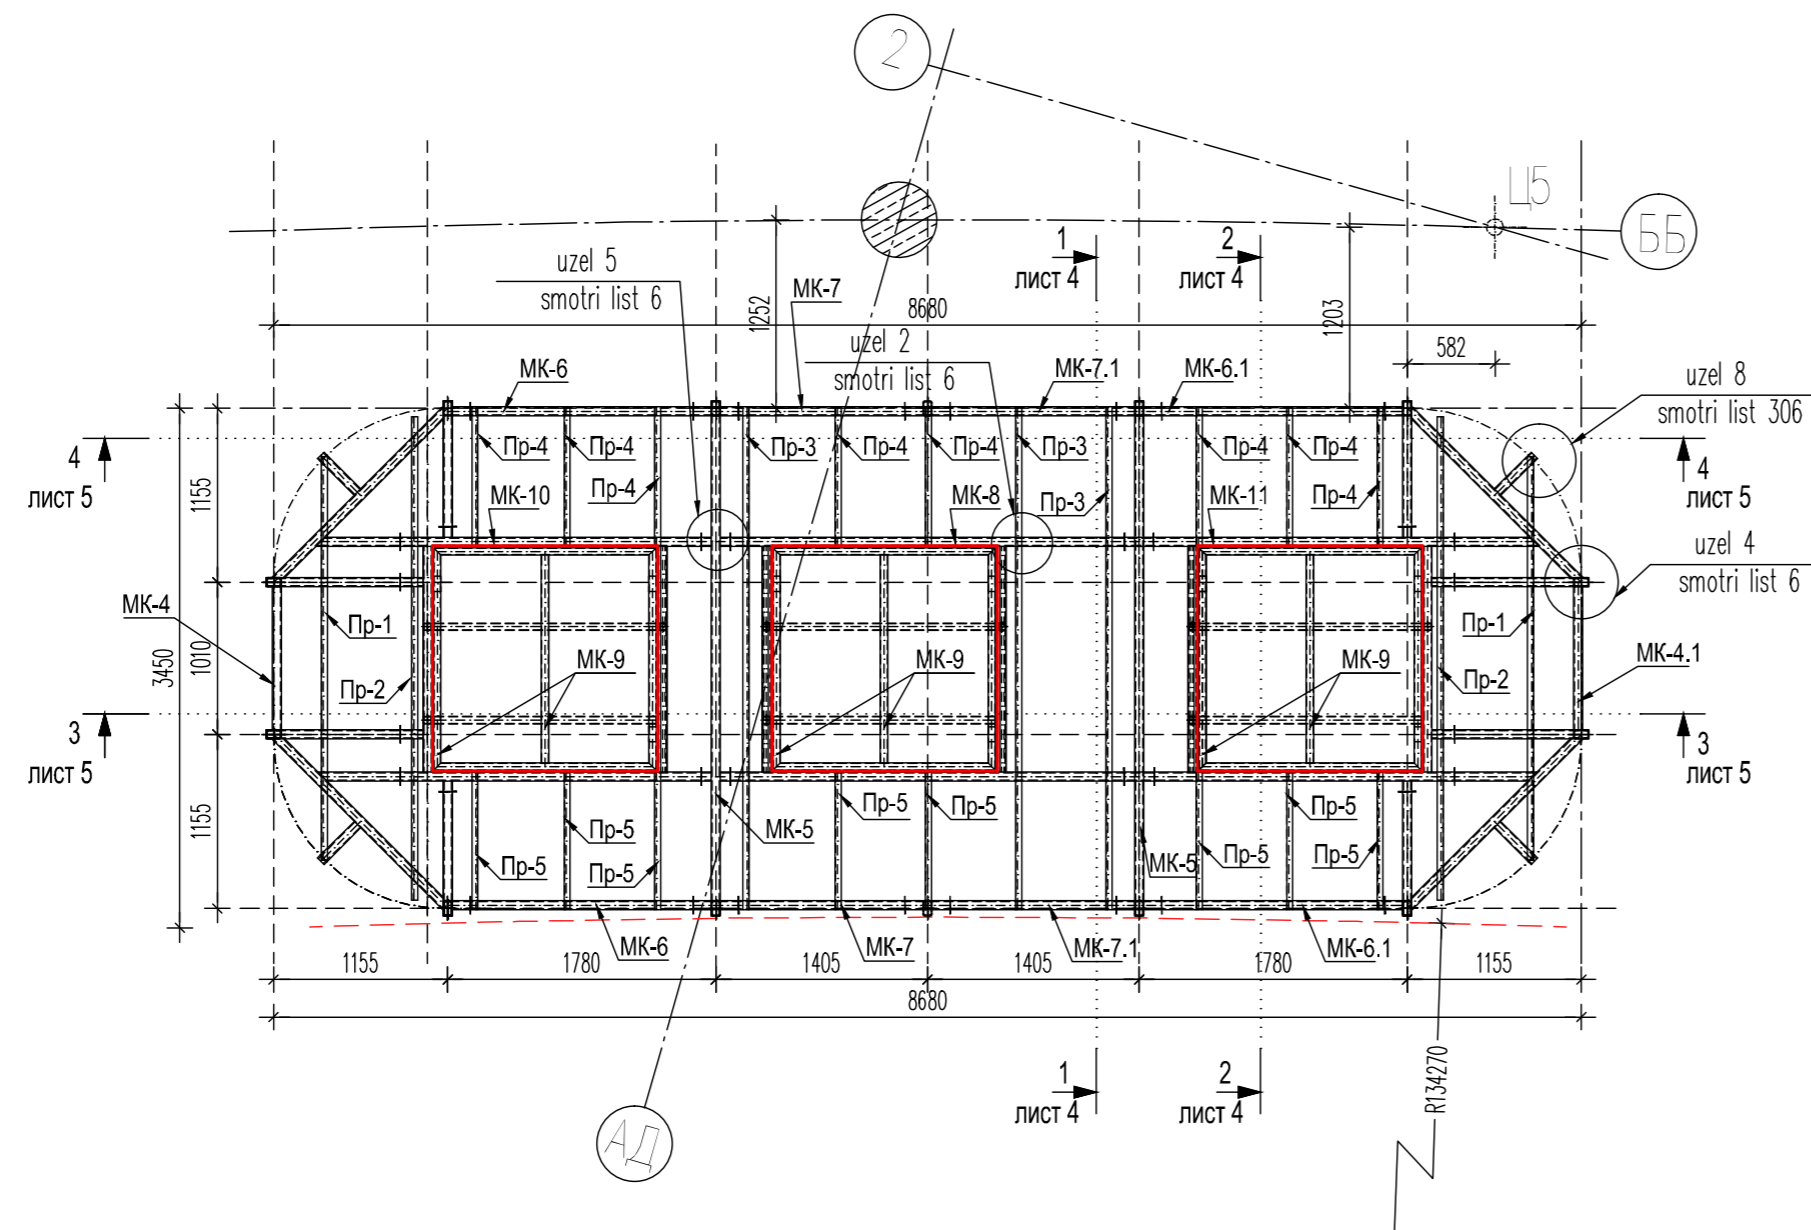 2
Ц5
ББ
uzel 5
smotri list 6
1
лист 4
2
лист 4
МК-7
1252
8680
1203
uzel 2
smotri list 6
582
МК-6
МК-7.1
МК-6.1
uzel 8
smotri list 306
4
лист 5
1155
Пр-4
Пр-4
Пр-3
Пр-4
Пр-4
Пр-3
Пр-4
Пр-4
4
лист 5
Пр-4
МК-10
МК-8
Пр-3
МК-11
Пр-4
uzel 4
smotri list 6
МК-4
Пр-1
Пр-1
3450
1010
МК-9
МК-9
МК-9
МК-4.1
Пр-2
Пр-2
3
лист 5
3
лист 5
1155
Пр-5
Пр-5
Пр-5
МК-5
Пр-5
Пр-5
Пр-5
МК-5
Пр-5
Пр-5
МК-6
МК-7
МК-7.1
МК-6.1
1155
1780
1405
1405
1780
1155
8680
R134270
1
лист 4
2
лист 4
АД